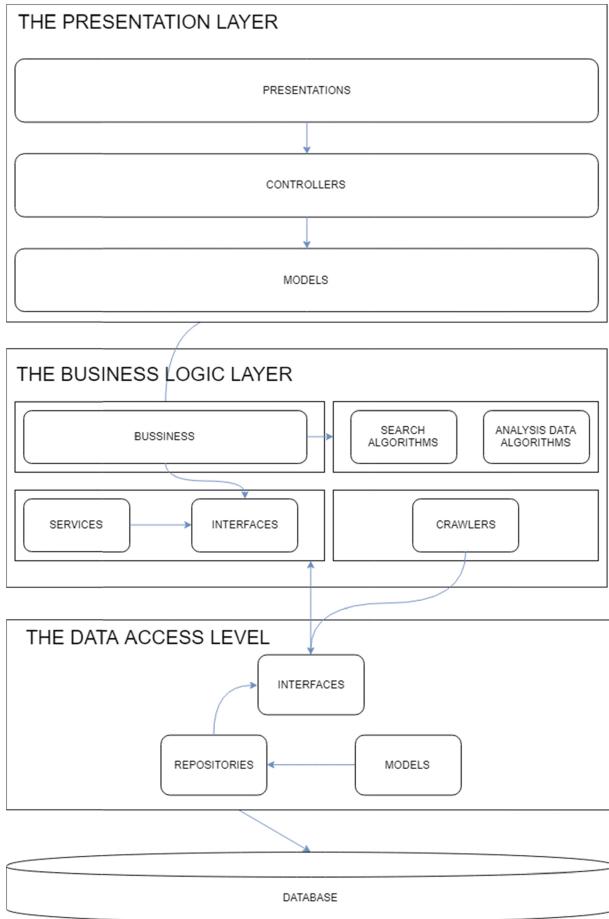 THE PRESENTATION LAYER
PRESENTATIONS
CONTROLLERS
MODELS
THE BUSINESS LOGIC LAYER
BUSSINESS
SEARCH
ALGORITHMS
ANALYSIS DATA
ALGORITHMS
SERVICES
INTERFACES
CRAWLERS
THE DATA ACCESS LEVEL
INTERFACES
REPOSITORIES
MODELS
DATABASE